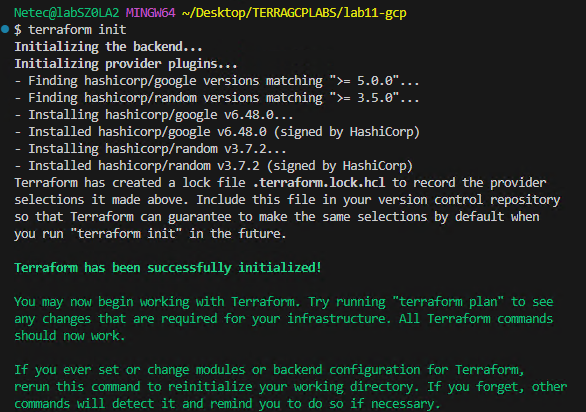 Netec@labSZ0LA2 MINGW64 ~/Desktop/TERRAGCPLABS/lab11-gcp
$ terraform init
Initializing the backend...
Initializing provider plugins...
- Finding hashicorp/google versions matching ">= 5.0.0"...
- Finding hashicorp/random versions matching ">= 3.5.0"...
- Installing hashicorp/google v6.48.0...
- Installed hashicorp/google v6.48.0 (signed by HashiCorp)
- Installing hashicorp/random v3.7.2...
- Installed hashicorp/random v3.7.2 (signed by HashiCorp)
Terraform has created a lock file .terraform.lock.hcl to record the provider
selections it made above. Include this file in your version control repository
so that Terraform can guarantee to make the same selections by default when
you run "terraform init" in the future.
Terraform has been successfully initialized!
You may now begin working with Terraform. Try running "terraform plan" to see
any changes that are required for your infrastructure. All Terraform commands
should now work.
If you ever set or change modules or backend configuration for Terraform,
rerun this command to reinitialize your working directory. If you forget, other
commands will detect it and remind you to do so if necessary.